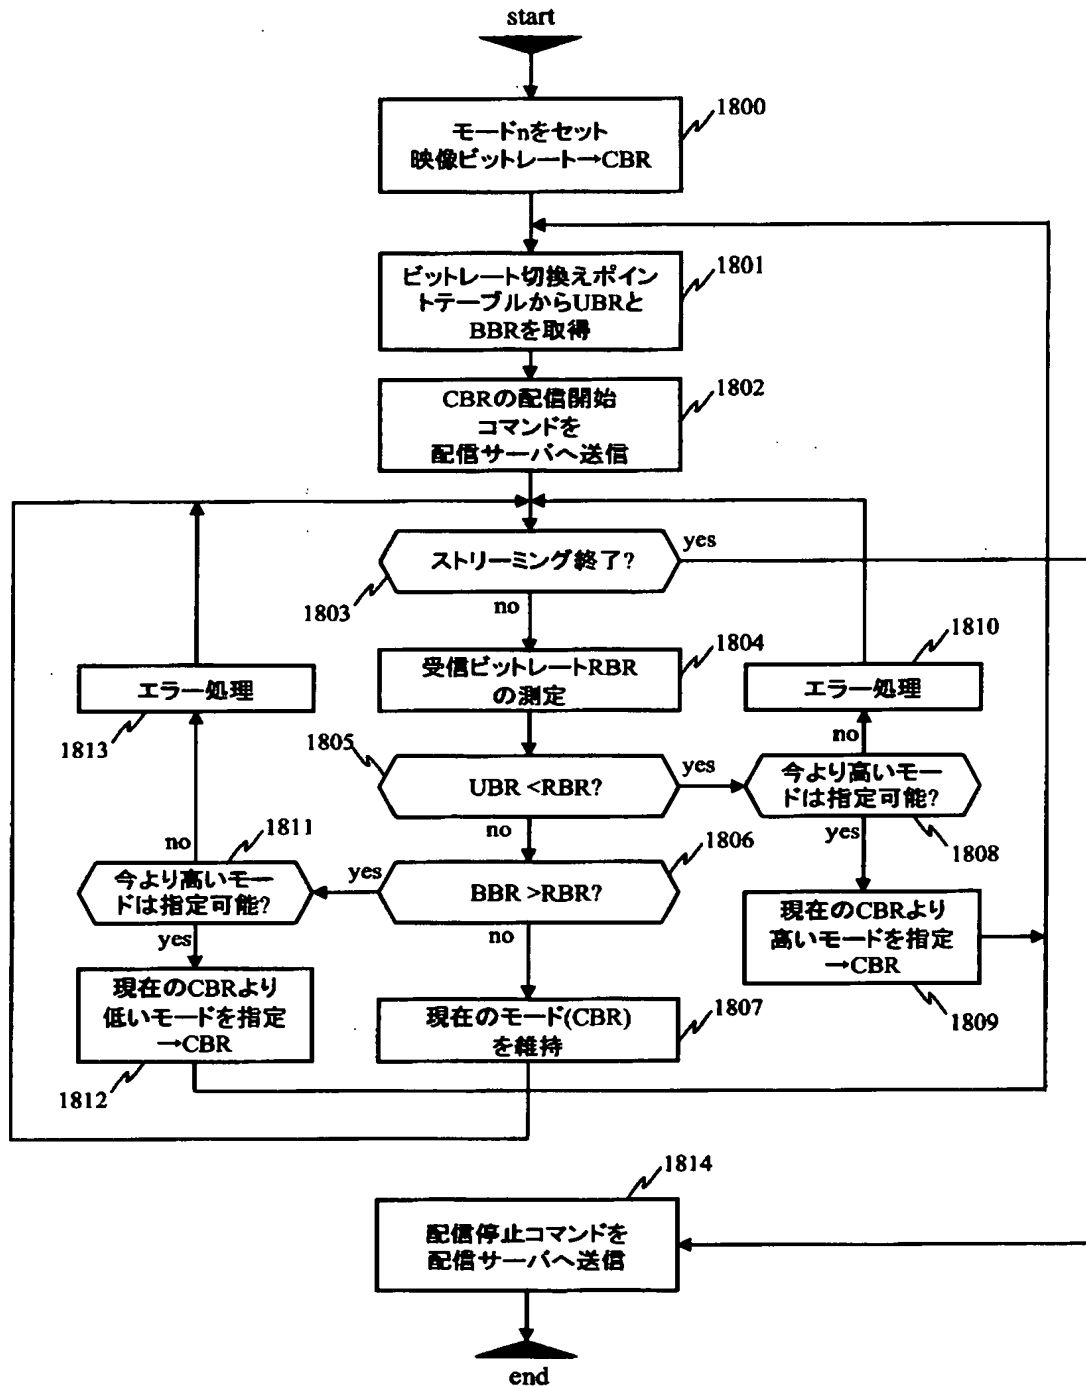 start
1800
モードnをセット
映像ビットレート→CBR
1801
ビットレート切換えポイン
トテーブルからUBRと
BBRを取得
1802
CBRの配信開始
コマンドを
配信サーバへ送信
ストリーミング終了?
yes
1803
no
1804
受信ビットレートRBR
の測定
1810
エラー処理
エラー処理
1813
no
1805
UBR <RBR?
yes
今より高いモー
ドは指定可能?
no
yes
1808
1811
no
今より高いモー
ドは指定可能?
yes
BBR >RBR?
1806
yes
no
現在のCBRより
高いモードを指定
→CBR
1809
現在のCBRより
低いモードを指定
→CBR
1812
現在のモード(CBR)
を維持
1807
1814
配信停止コマンドを
配信サーバへ送信
end